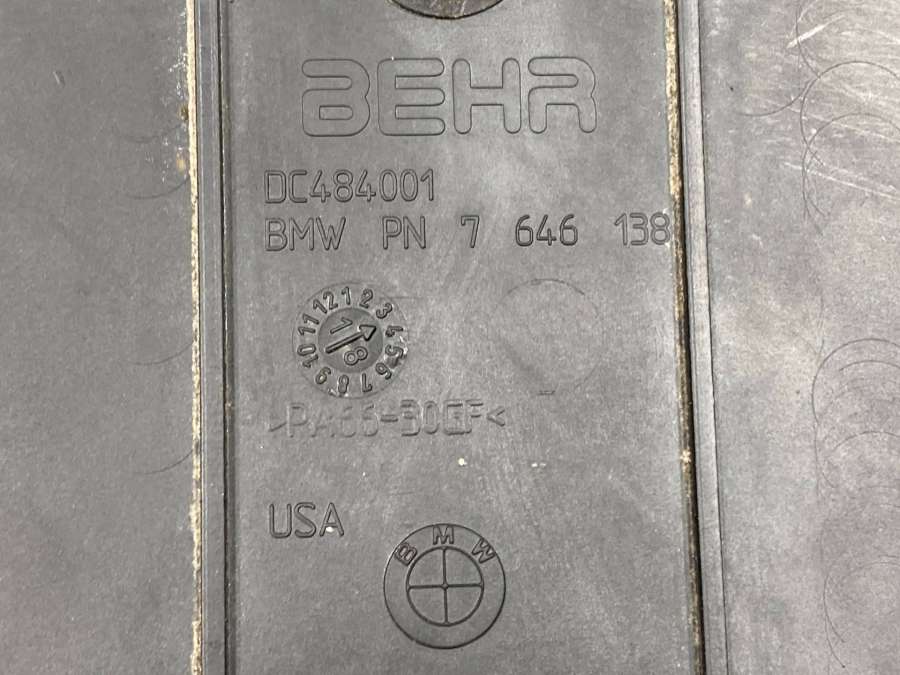 BEHR
DC484001
BMW PN 7 646 138
1 2 3 4 5 6 7 8 9 10 11 12
18
>PA66-30GF<
USA
BMW